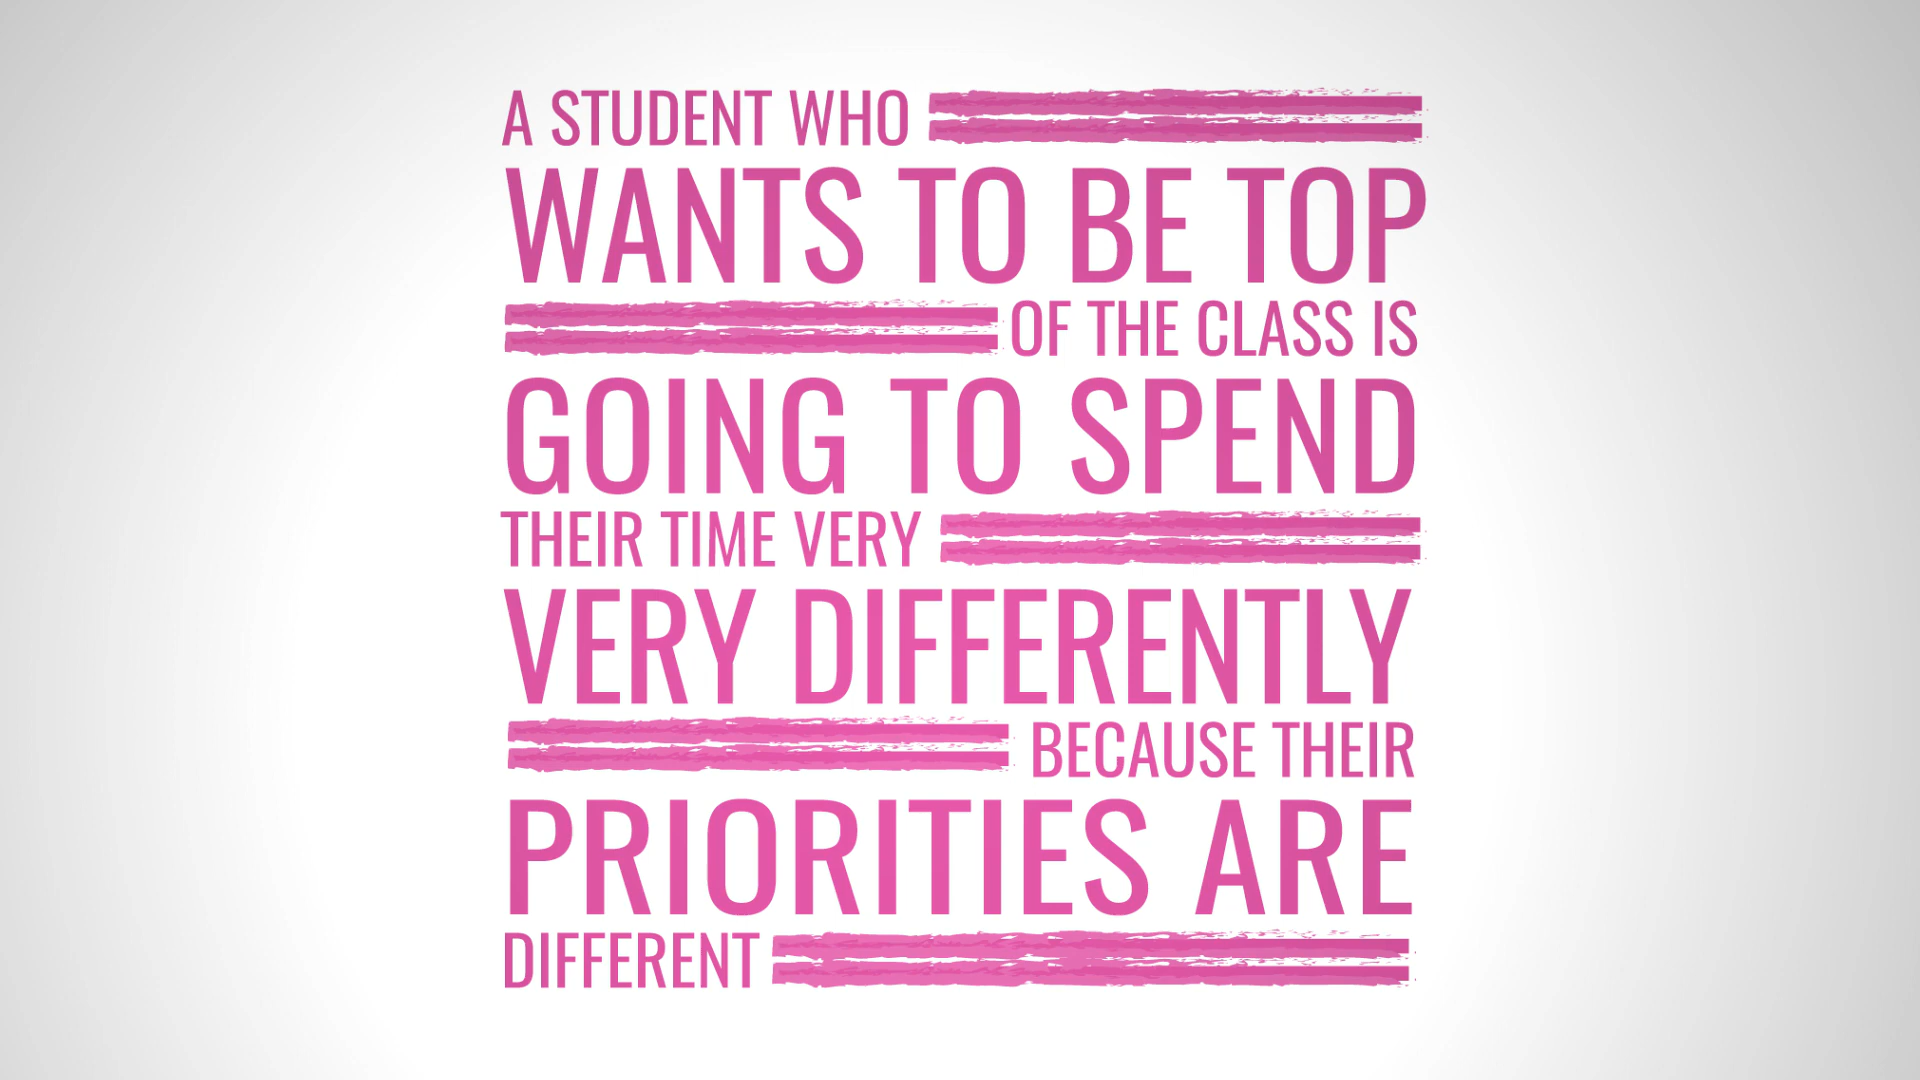 A STUDENT WHO
WANTS TO BE TOP
OF THE CLASS IS
GOING TO SPEND
THEIR TIME VERY
VERY DIFFERENTLY
BECAUSE THEIR
PRIORITIES ARE
DIFFERENT